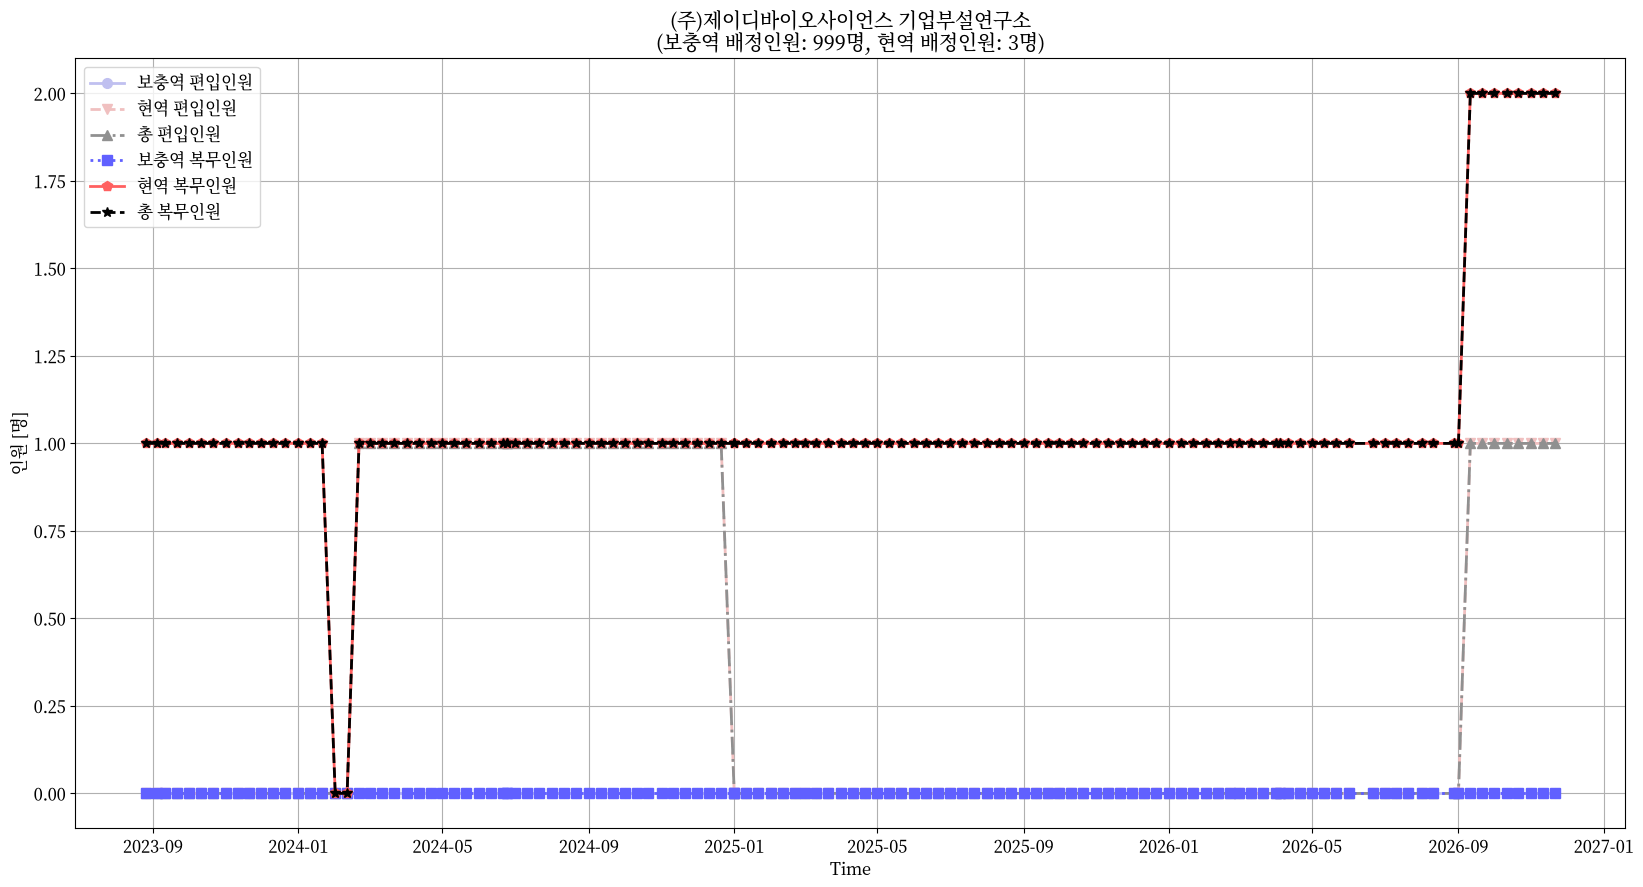 (주)제이디바이오사이언스 기업부설연구소
(보충역 배정인원: 999명, 현역 배정인원: 3명)
보충역 편입인원
현역 편입인원
총 편입인원
보충역 복무인원
현역 복무인원
총 복무인원
인원 [명]
2.00
1.75
1.50
1.25
1.00
0.75
0.50
0.25
0.00
2023-09
2024-01
2024-05
2024-09
2025-01
2025-05
2025-09
2026-01
2026-05
2026-09
2027-01
Time